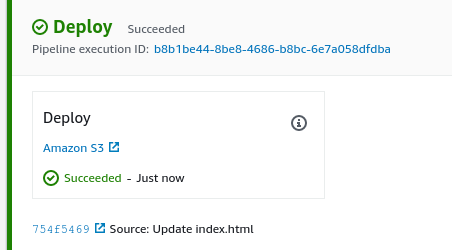 Deploy Succeeded
Pipeline execution ID: b8b1be44-8be8-4686-b8bc-6e7a058dfdba
Deploy
Amazon S3
Succeeded - Just now
754f5469 Source: Update index.html